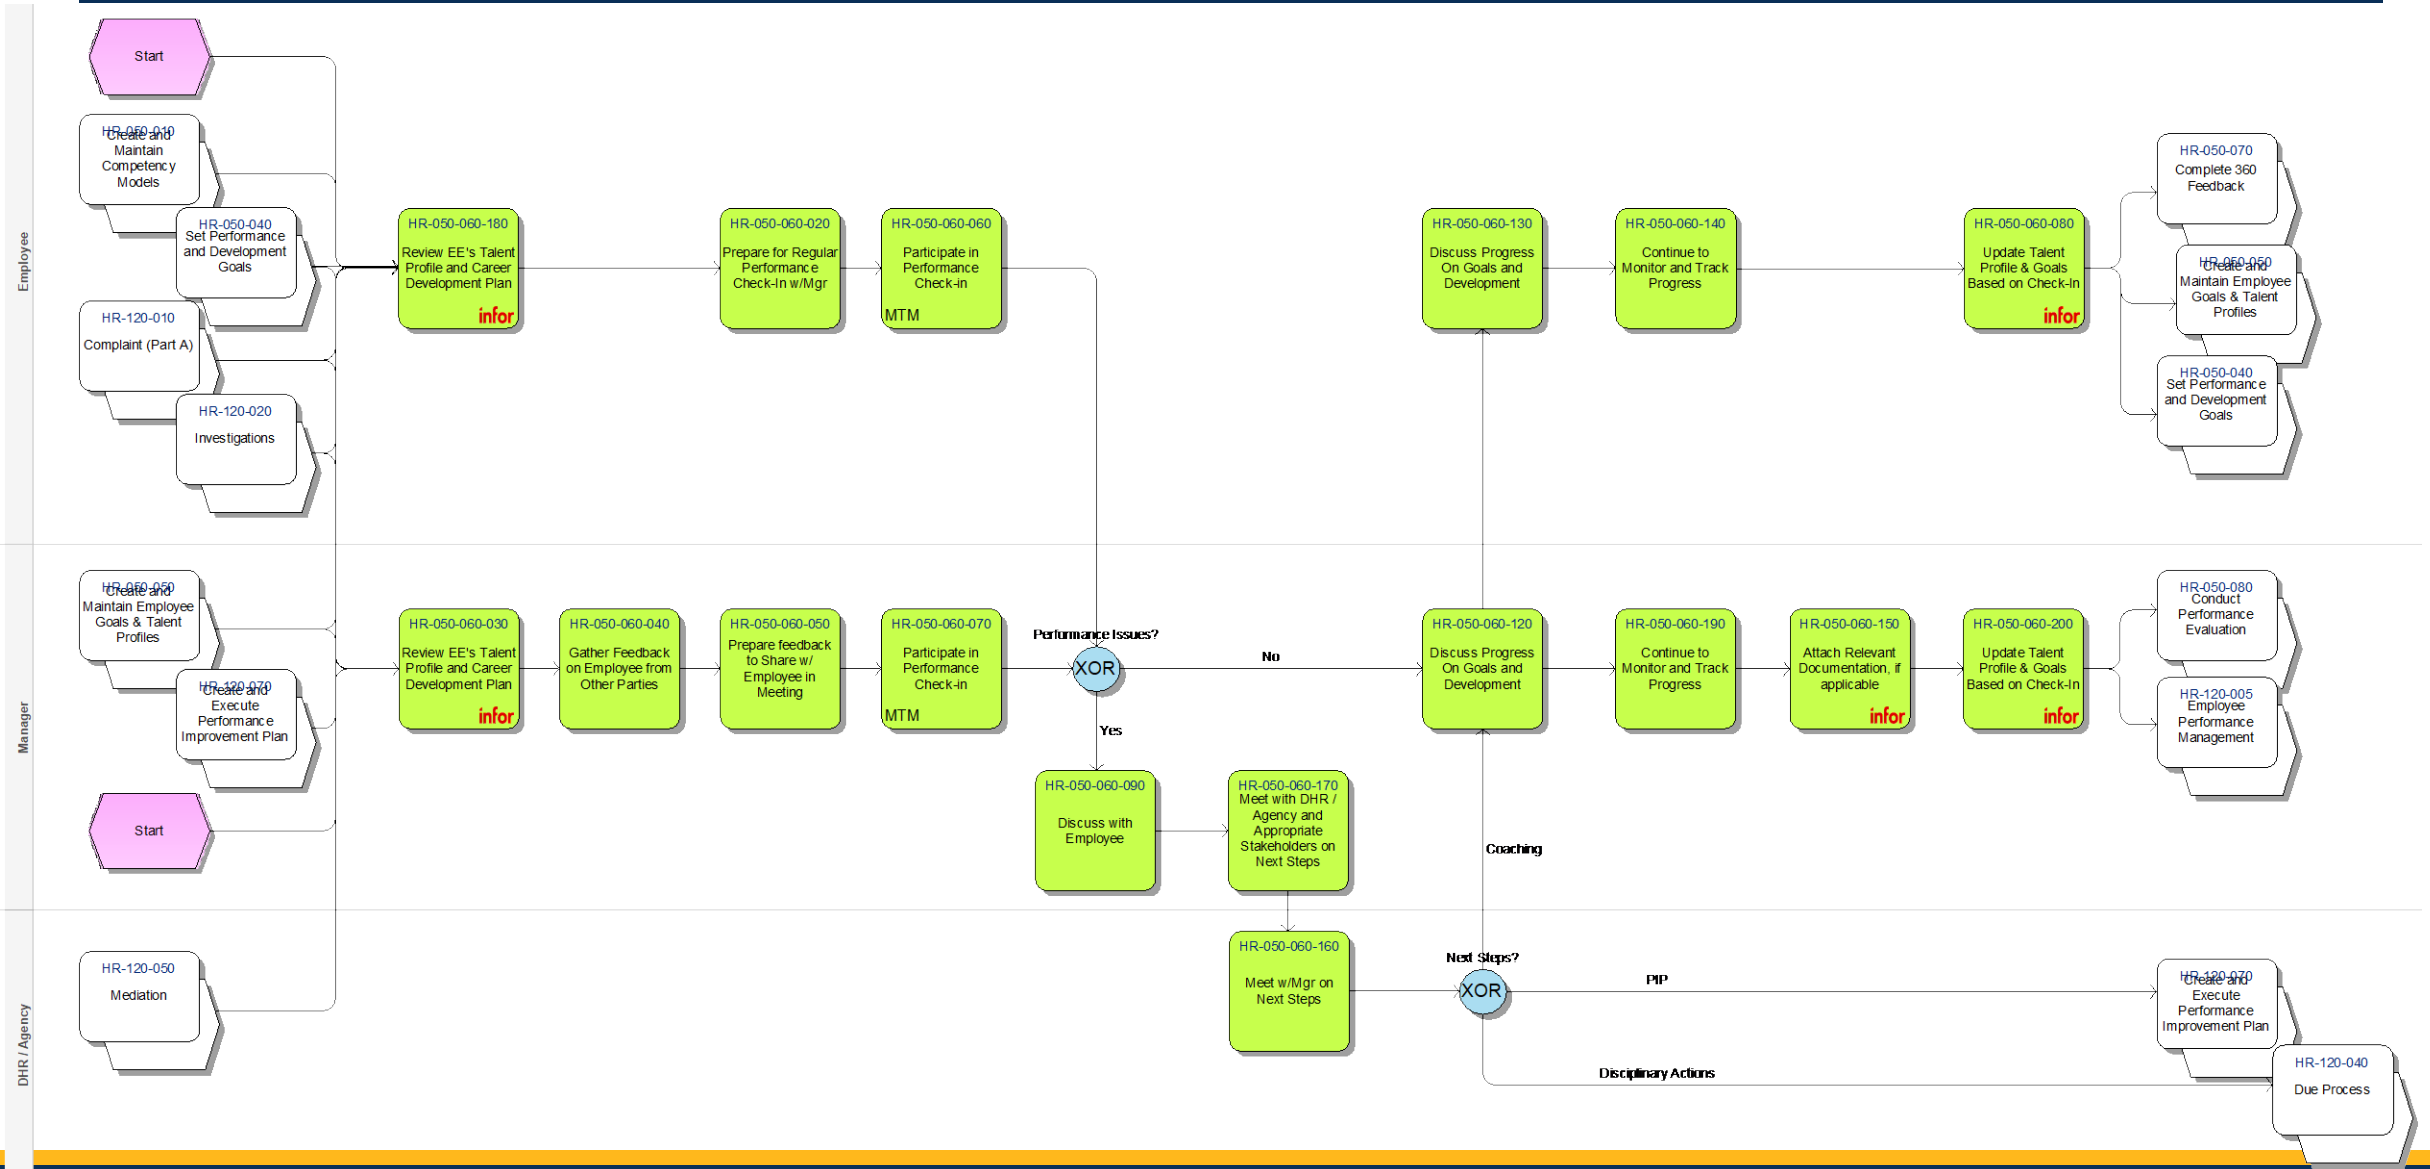 Employee
Start
HR-050-010
Create and
Maintain
Competency
Models
HR-050-040
Set Performance
and Development
Goals
HR-120-010
Complaint (Part A)
HR-120-020
Investigations
HR-050-060-180
Review EE's Talent
Profile and Career
Development Plan
infor
HR-050-060-020
Prepare for Regular
Performance
Check-In w/Mgr
HR-050-060-060
Participate in
Performance
Check-in
MTM
HR-050-060-130
Discuss Progress
On Goals and
Development
HR-050-060-140
Continue to
Monitor and Track
Progress
HR-050-060-080
Update Talent
Profile & Goals
Based on Check-In
infor
HR-050-070
Complete 360
Feedback
HR-050-050
Create and
Maintain Employee
Goals & Talent
Profiles
HR-050-040
Set Performance
and Development
Goals
Manager
HR-050-050
Create and
Maintain Employee
Goals & Talent
Profiles
HR-120-070
Create and
Execute
Performance
Improvement Plan
Start
HR-050-060-030
Review EE's Talent
Profile and Career
Development Plan
infor
HR-050-060-040
Gather Feedback
on Employee from
Other Parties
HR-050-060-050
Prepare feedback
to Share w/
Employee in
Meeting
HR-050-060-070
Participate in
Performance
Check-in
MTM
Performance Issues?
XOR
No
Yes
HR-050-060-090
Discuss with
Employee
HR-050-060-170
Meet with DHR /
Agency and
Appropriate
Stakeholders on
Next Steps
HR-050-060-120
Discuss Progress
On Goals and
Development
HR-050-060-190
Continue to
Monitor and Track
Progress
HR-050-060-150
Attach Relevant
Documentation, if
applicable
infor
HR-050-060-200
Update Talent
Profile & Goals
Based on Check-In
infor
HR-050-080
Conduct
Performance
Evaluation
HR-120-005
Employee
Performance
Management
Coaching
DHR / Agency
HR-120-050
Mediation
HR-050-060-160
Meet w/Mgr on
Next Steps
Next Steps?
XOR
PIP
Disciplinary Actions
HR-120-070
Create and
Execute
Performance
Improvement Plan
HR-120-040
Due Process